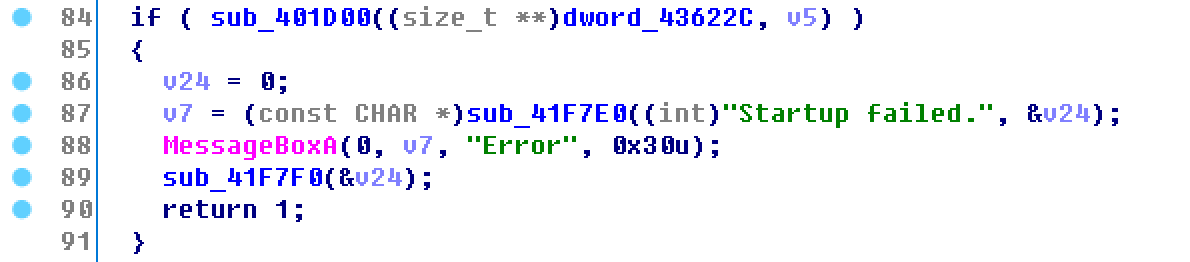 84 if ( sub_401D00((size_t **)dword_43622C, v5) )
85 {
86 v24 = 0;
87 v7 = (const CHAR *)sub_41F7E0((int)"Startup failed.", &v24);
88 MessageBoxA(0, v7, "Error", 0x30u);
89 sub_41F7F0(&v24);
90 return 1;
91 }